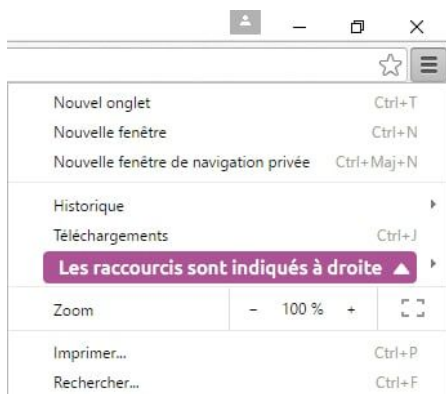 Nouvel onglet Ctrl+T
Nouvelle fenêtre Ctrl+N
Nouvelle fenêtre de navigation privée Ctrl+Maj+N
Historique
Téléchargements Ctrl+J
Les raccourcis sont indiqués à droite
Zoom - 100 % +
Imprimer... Ctrl+P
Rechercher... Ctrl+F